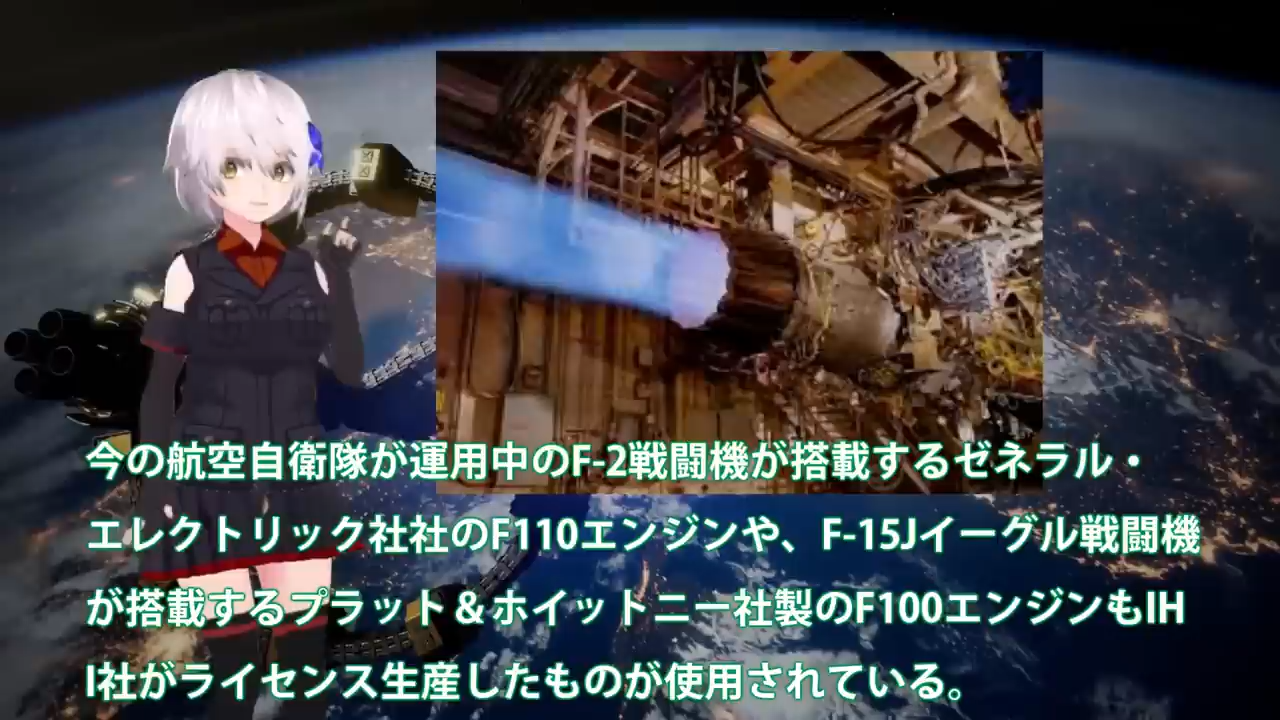 今の航空自衛隊が運用中のF-2戦闘機が搭載するゼネラル・
エレクトリック社社のF110エンジンや、F-15Jイーグル戦闘機
が搭載するプラット＆ホイットニー社製のF100エンジンもIH
I社がライセンス生産したものが使用されている。